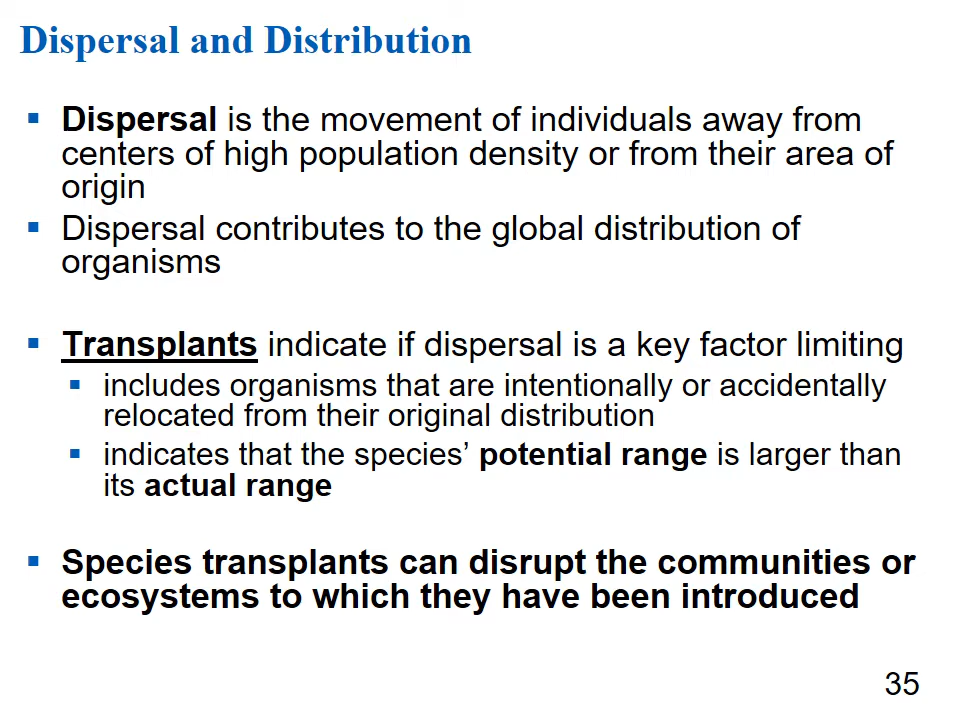 Dispersal and Distribution
▪ Dispersal is the movement of individuals away from
centers of high population density or from their area of
origin
▪ Dispersal contributes to the global distribution of
organisms
▪ Transplants indicate if dispersal is a key factor limiting
▪ includes organisms that are intentionally or accidentally
relocated from their original distribution
▪ indicates that the species’ potential range is larger than
its actual range
▪ Species transplants can disrupt the communities or
ecosystems to which they have been introduced
35